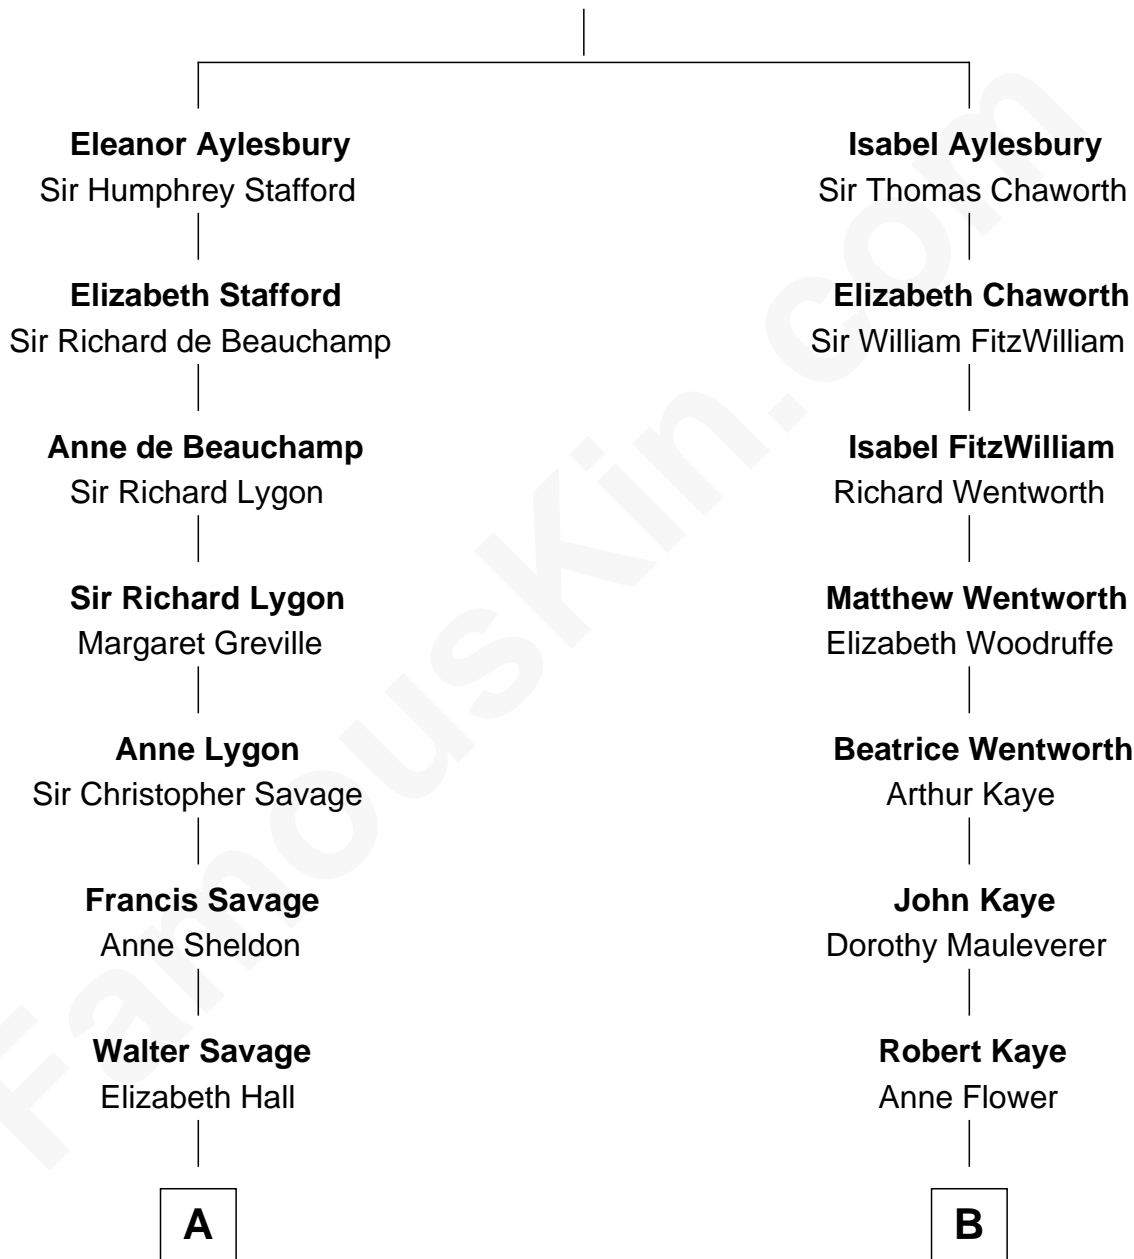 Eleanor Aylesbury
Sir Humphrey Stafford
Elizabeth Stafford
Sir Richard de Beauchamp
Anne de Beauchamp
Sir Richard Lygon
Sir Richard Lygon
Margaret Greville
Anne Lygon
Sir Christopher Savage
Francis Savage
Anne Sheldon
Walter Savage
Elizabeth Hall
A
Isabel Aylesbury
Sir Thomas Chaworth
Elizabeth Chaworth
Sir William FitzWilliam
Isabel FitzWilliam
Richard Wentworth
Matthew Wentworth
Elizabeth Woodruffe
Beatrice Wentworth
Arthur Kaye
John Kaye
Dorothy Mauleverer
Robert Kaye
Anne Flower
B
FamousKin.com